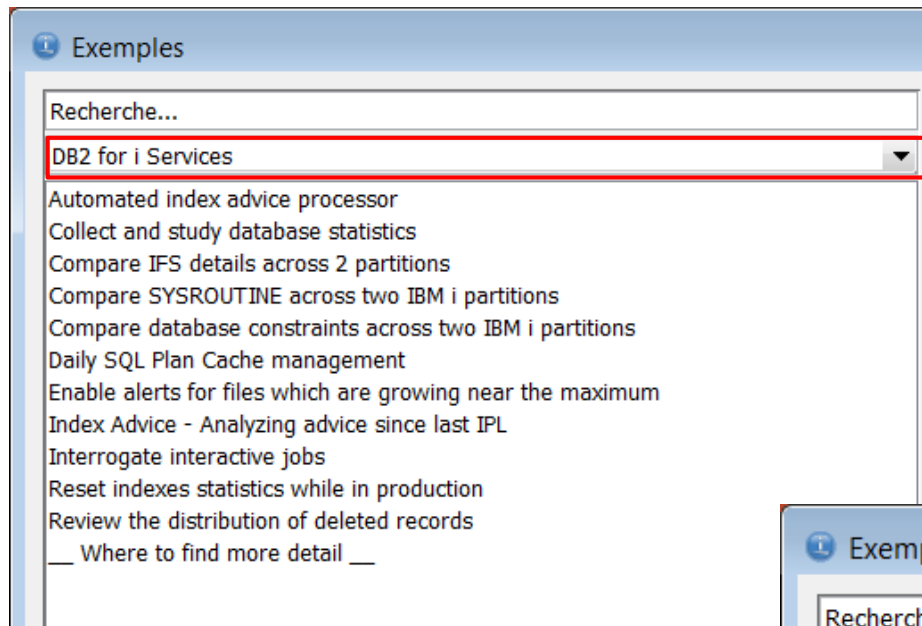 Exemples
Recherche...
DB2 for i Services
Automated index advice processor
Collect and study database statistics
Compare IFS details across 2 partitions
Compare SYSROUTINE across two IBM i partitions
Compare database constraints across two IBM i partitions
Daily SQL Plan Cache management
Enable alerts for files which are growing near the maximum
Index Advice - Analyzing advice since last IPL
Interrogate interactive jobs
Reset indexes statistics while in production
Review the distribution of deleted records
__ Where to find more detail __